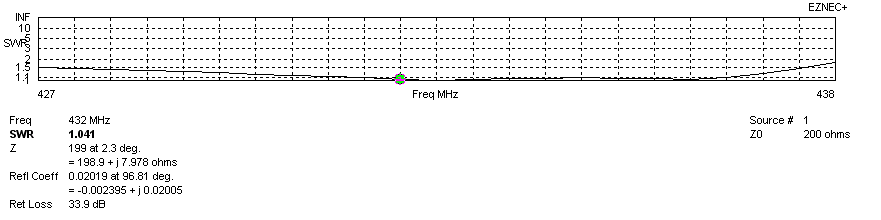 EZNEC+
INF
10
5
3
SWR
2
1.5
1.1
427 Freq MHz 438
Freq 432 MHz Source # 1
SWR 1.041 Z0 200 ohms
Z 199 at 2.3 deg.
= 198.9 + j 7.978 ohms
Refl Coeff 0.02019 at 96.81 deg.
= -0.002395 + j 0.02005
Ret Loss 33.9 dB